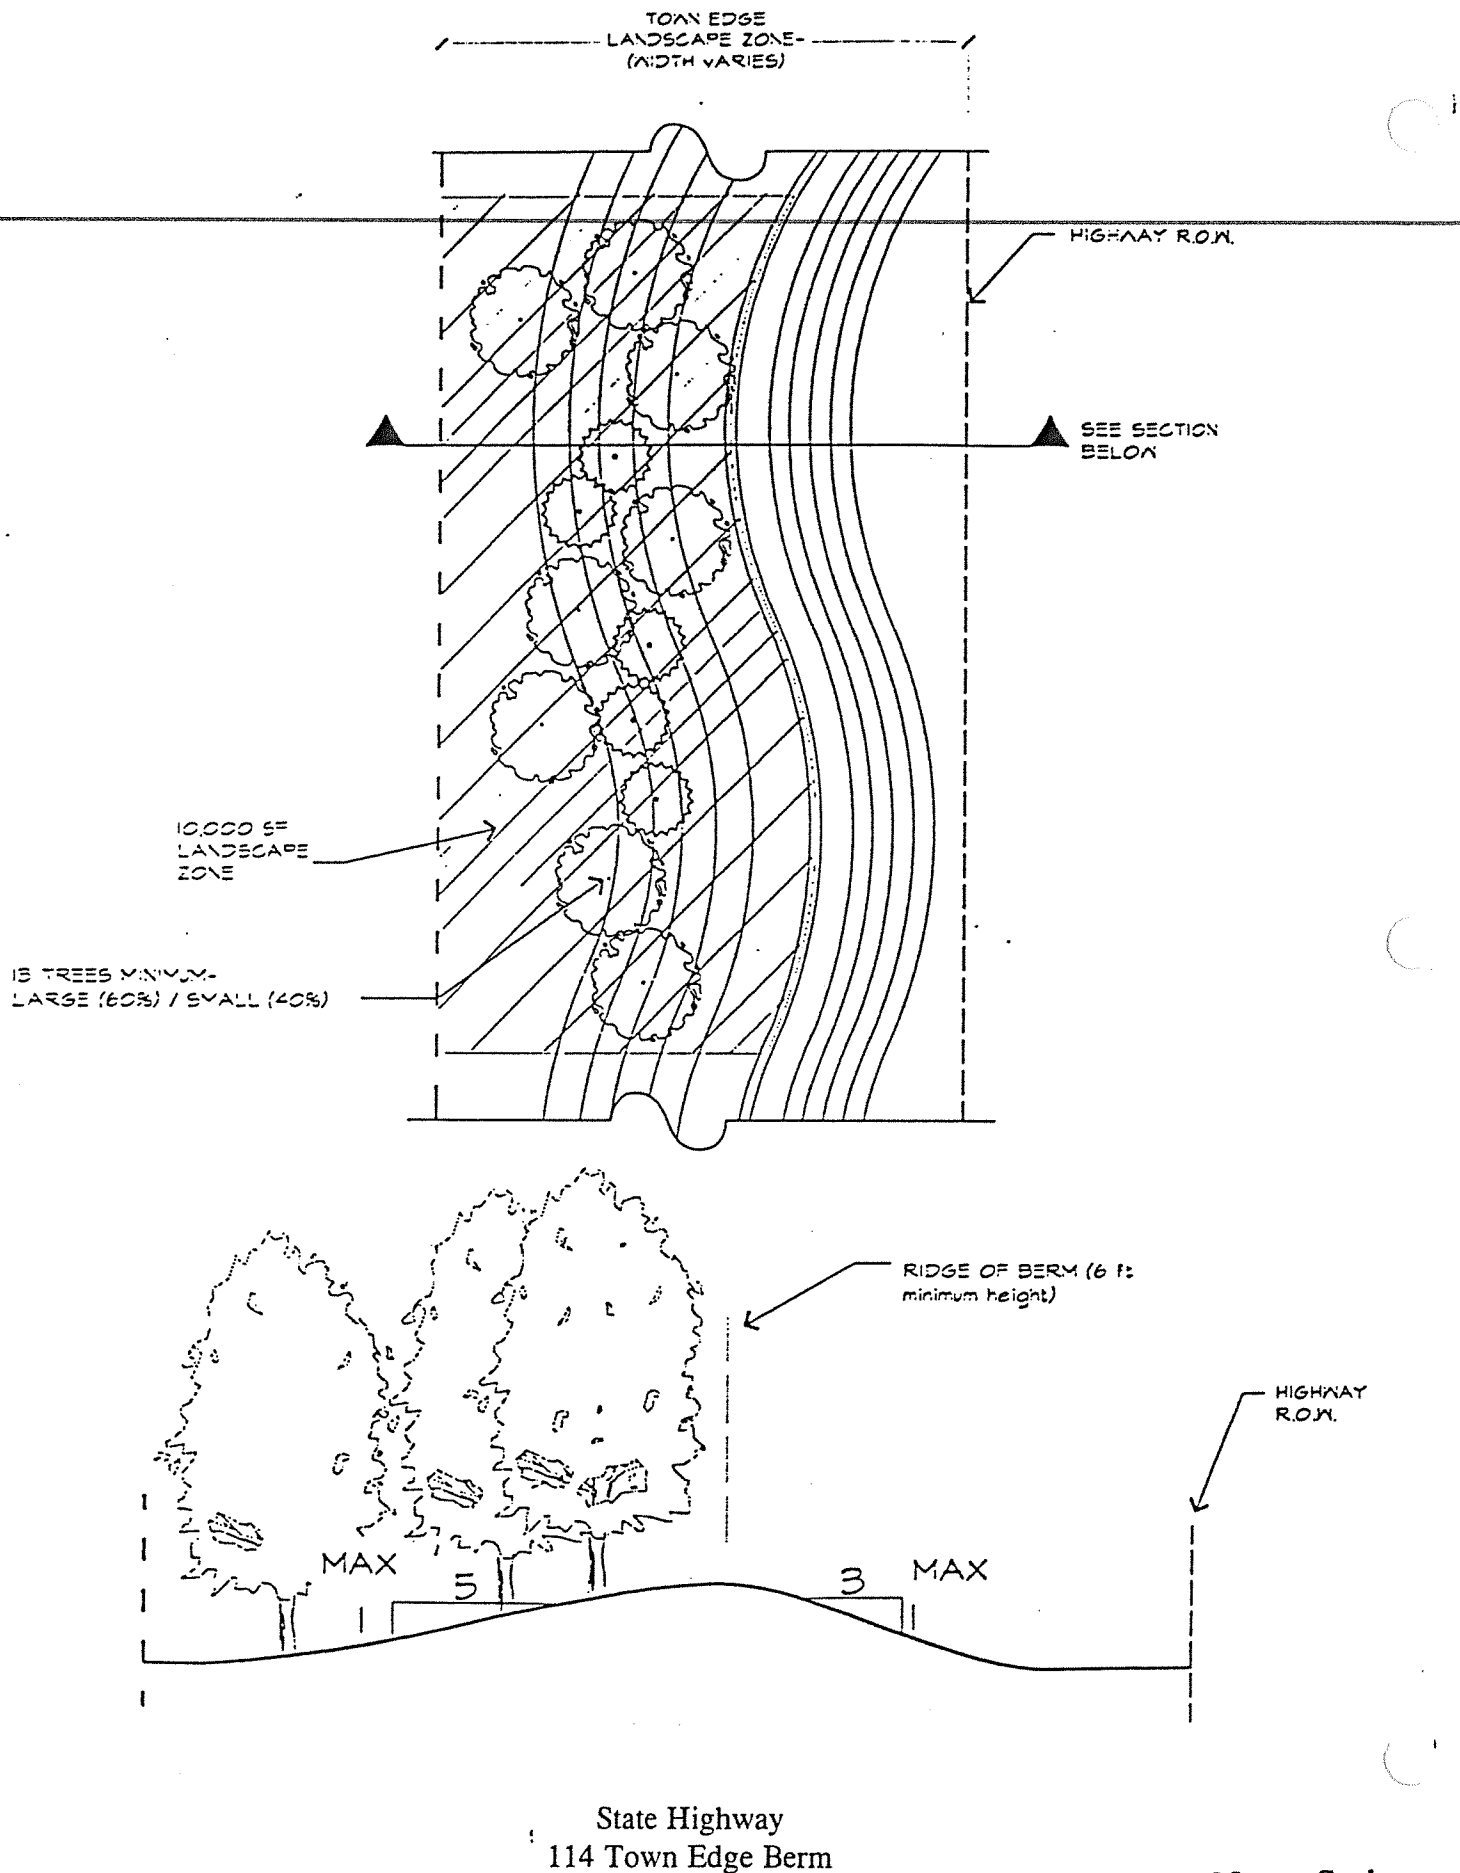 TOWN EDGE
LANDSCAPE ZONE-
(WIDTH VARIES)
HIGHWAY R.O.W.
SEE SECTION
BELOW
10,000 SF
LANDSCAPE
ZONE
13 TREES MINIMUM-
LARGE (60%) / SMALL (40%)
RIDGE OF BERM (6 ft
minimum height)
HIGHWAY
R.O.W.
MAX
5
1
3
MAX
1
State Highway
114 Town Edge Berm